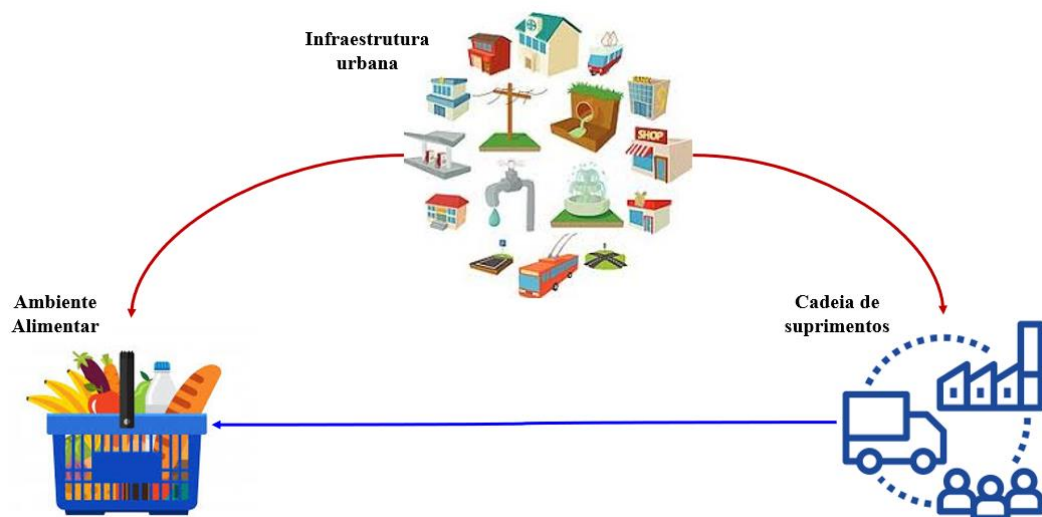 Infraestrutura
urbana
SHOP
Ambiente
Alimentar
Cadeia de
suprimentos